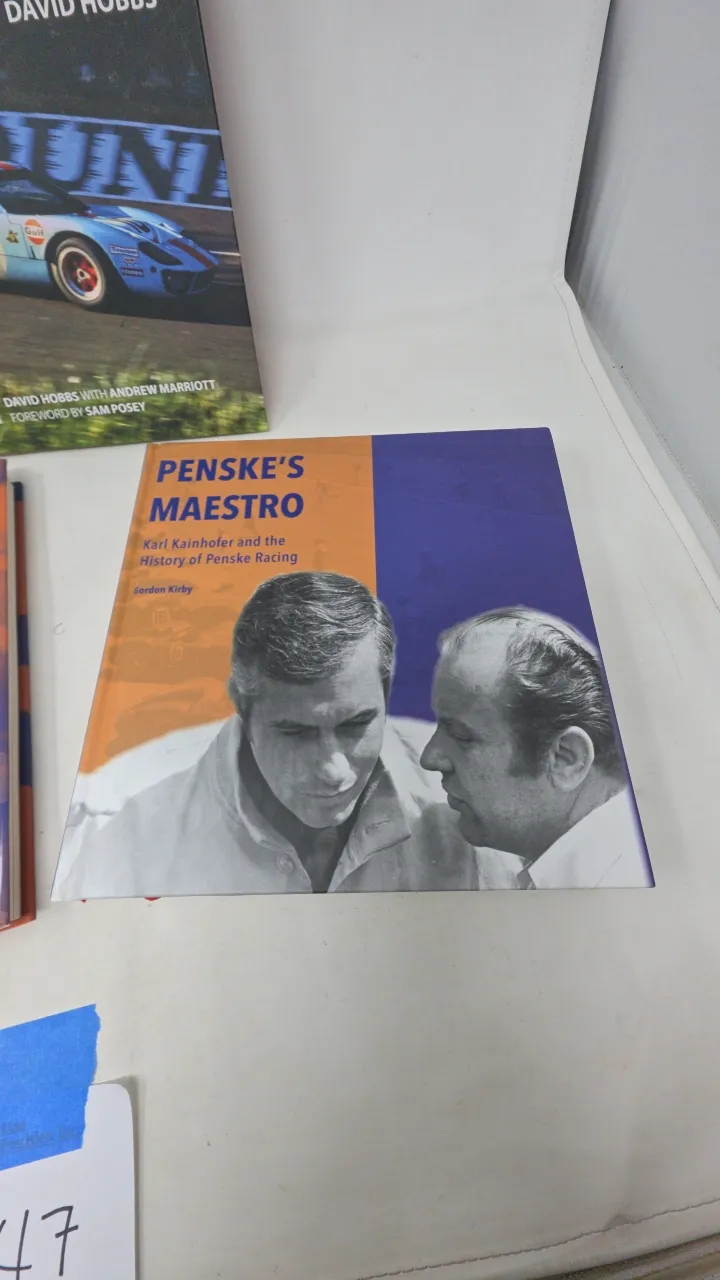 DAVID HOBBS
Gulf
DAVID HOBBS WITH ANDREW MARRIOTT
FOREWORD BY SAM POSEY
PENSKE'S
MAESTRO
Karl Kainhofer and the
History of Penske Racing
Gordon Kirby
47